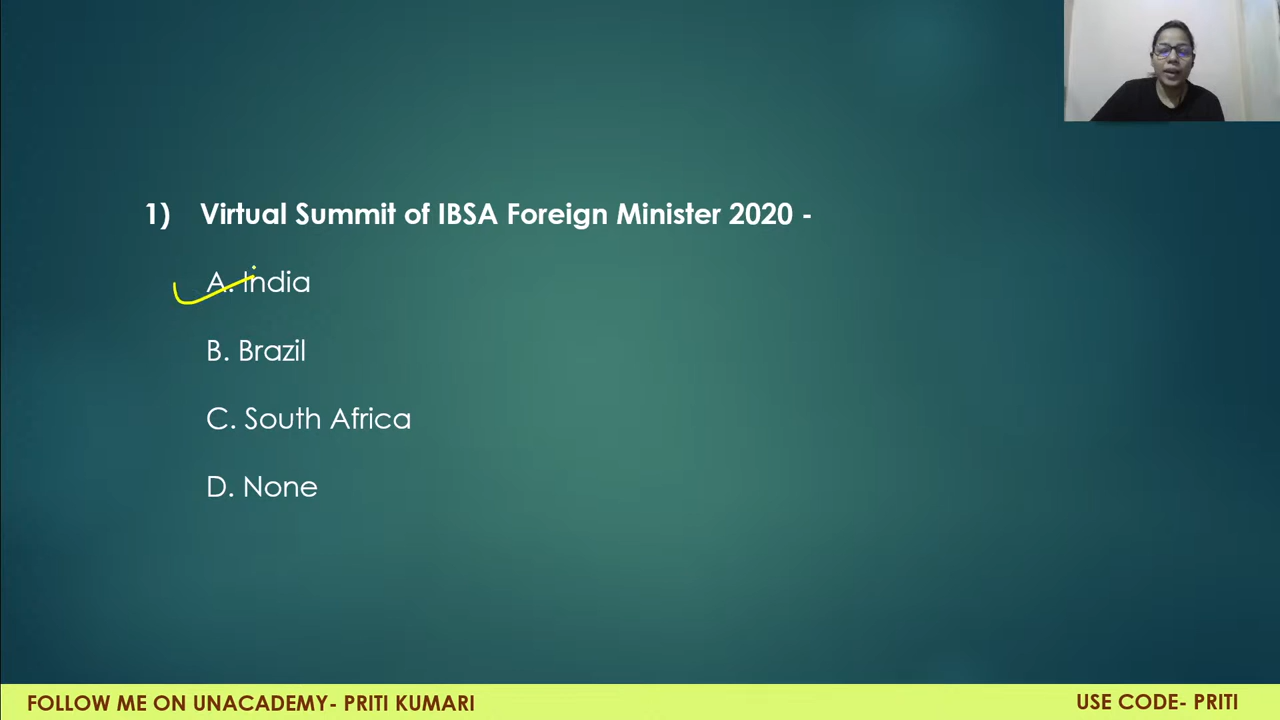 1) Virtual Summit of IBSA Foreign Minister 2020 -
A. India
B. Brazil
C. South Africa
D. None
FOLLOW ME ON UNACADEMY- PRITI KUMARI
USE CODE- PRITI